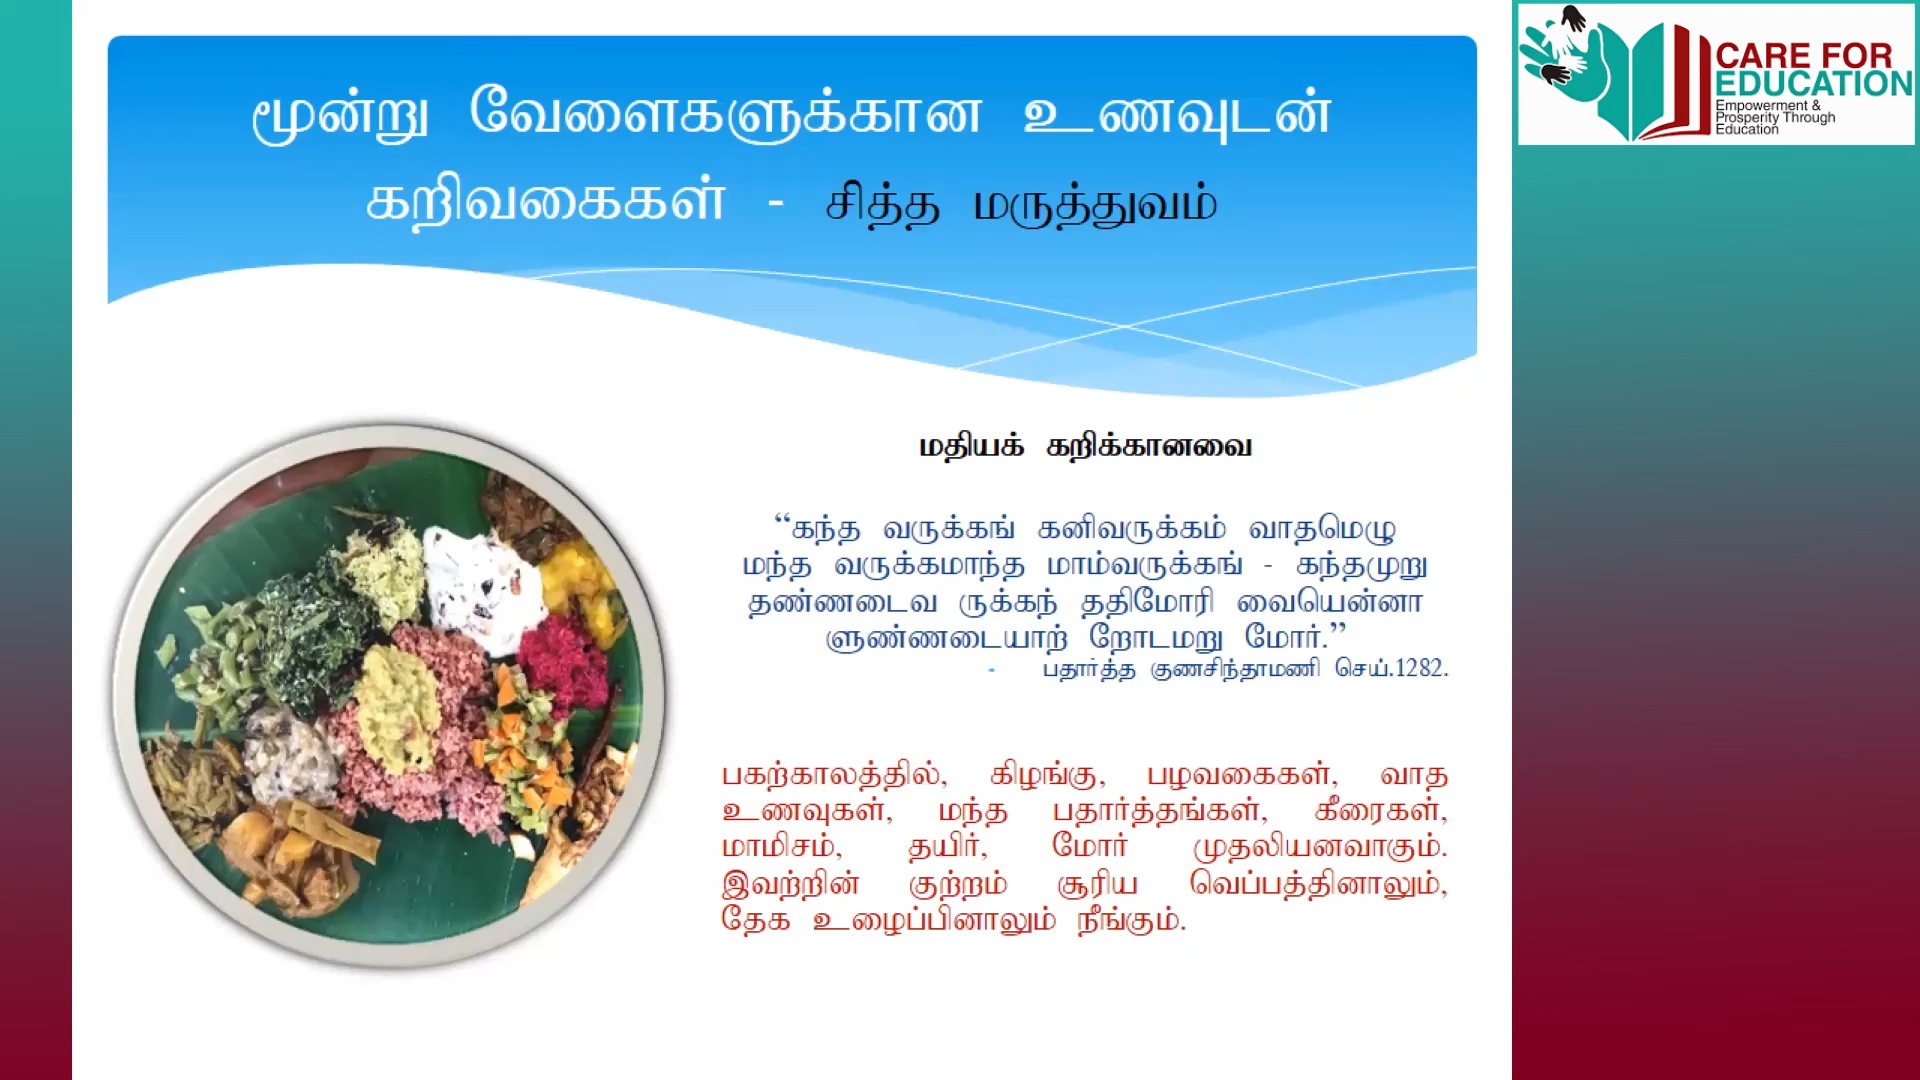 மூன்று வேளைகளுக்கான உணவுடன்
கறிவகைகள் - சித்த மருத்துவம்
CARE FOR
EDUCATION
Empowerment &
Prosperity Through
Education
மதியக் கறிக்கானவை
“கந்த வருக்கங் கனிவருக்கம் வாதமெழு
மந்த வருக்கமாந்த மாம்வருக்கங் - கந்தமுறு
தண்ணடைவ ருக்கந் ததிமோரி வையென்னா
ளுண்ணடையாற் றோடமறு மோர்.”
- பதார்த்த குணசிந்தாமணி செய்.1282.
பகற்காலத்தில், கிழங்கு, பழவகைகள், வாத
உணவுகள், மந்த பதார்த்தங்கள், கீரைகள்,
மாமிசம், தயிர், மோர் முதலியனவாகும்.
இவற்றின் குற்றம் சூரிய வெப்பத்தினாலும்,
தேக உழைப்பினாலும் நீங்கும்.